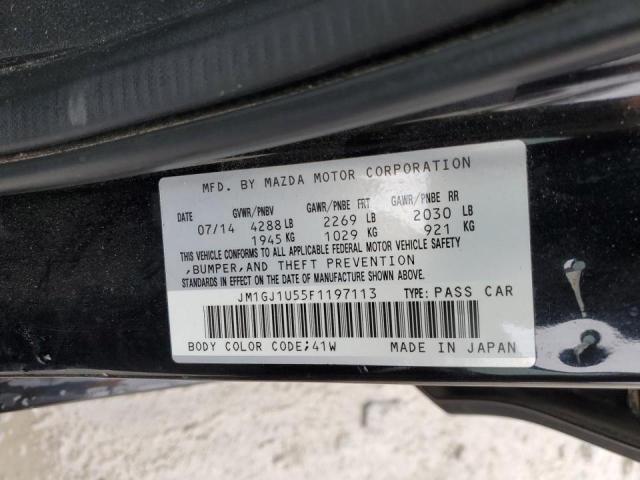 MFD. BY MAZDA MOTOR CORPORATION
DATE GVWR/PNBV GAWR/PNBE FRT GAWR/PNBE RR
07/14 4288 LB 2269 LB 2030 LB
1945 KG 1029 KG 921 KG
THIS VEHICLE CONFORMS TO ALL APPLICABLE FEDERAL MOTOR VEHICLE SAFETY
,BUMPER,AND THEFT PREVENTION
STANDARDS IN EFFECT ON THE DATE OF MANUFACTURE SHOWN ABOVE.
JM1GJ1U55F1197113 TYPE: PASS CAR
BODY COLOR CODE;41W MADE IN JAPAN